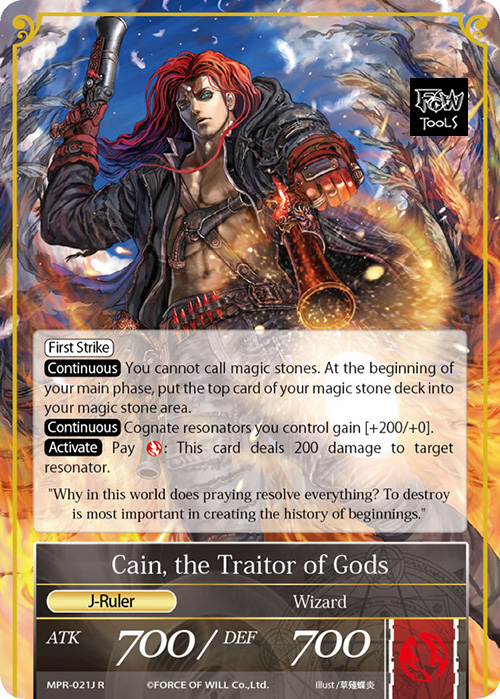 FOW
TOOLS
First Strike
Continuous You cannot call magic stones. At the beginning of
your main phase, put the top card of your magic stone deck into
your magic stone area.
Continuous Cognate resonators you control gain [+200/+0].
Activate Pay : This card deals 200 damage to target
resonator.
"Why in this world does praying resolve everything? To destroy
is most important in creating the history of beginnings."
Cain, the Traitor of Gods
J-Ruler Wizard
ATK 700/ DEF 700
MPR-021J R ©FORCE OF WILL Co.,Ltd. Illust/草薙蝶炎